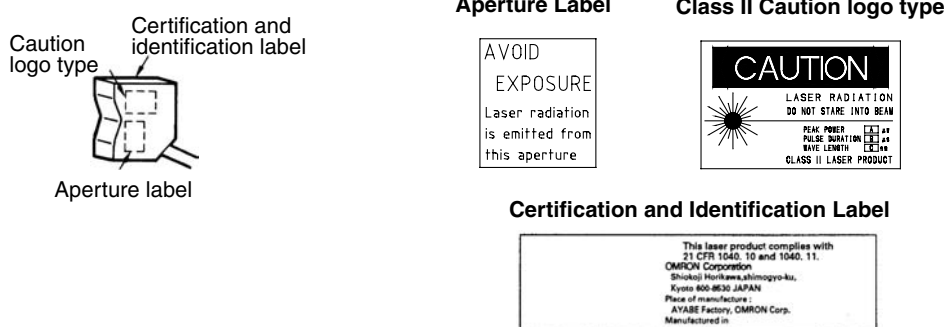 Caution
logo type
Certification and
identification label
Aperture label
Aperture Label
AVOID
EXPOSURE
Laser radiation
is emitted from
this aperture
Class II Caution logo type
CAUTION
LASER RADIATION
DO NOT STARE INTO BEAM
PEAK POWER A μW
PULSE DURATION B μs
WAVE LENGTH C nm
CLASS II LASER PRODUCT
Certification and Identification Label
This laser product complies with
21 CFR 1040. 10 and 1040. 11.
OMRON Corporation
Shiokoji Horikawa,shimogyo-ku,
Kyoto 600-8530 JAPAN
Place of manufacture :
AYABE Factory, OMRON Corp.
Manufactured in